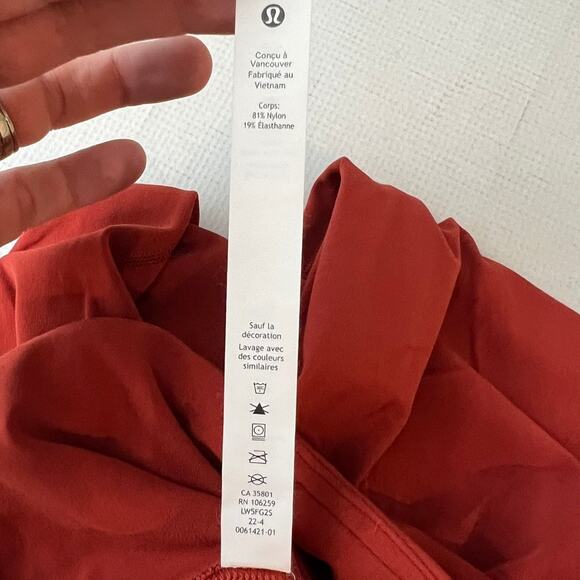 Conçu à
Vancouver
Fabriqué au
Vietnam
Corps:
81% Nylon
19% Élasthanne
Sauf la
décoration
Lavage avec
des couleurs
similaires
CA 35801
RN 106259
LW5FG2S
22-4
0061421-01